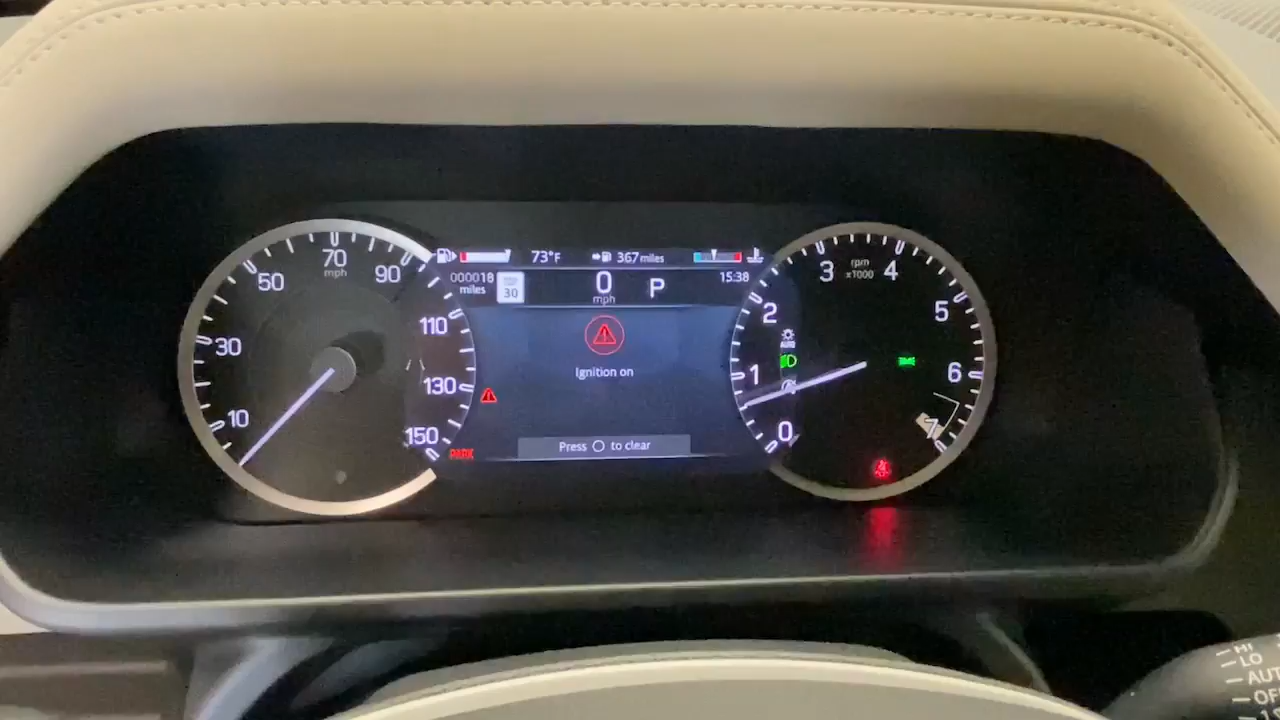 73°F
367 miles
000018
miles
30
0
mph
P
15:38
Ignition on
Press ◯ to clear
PARK
10
30
50
70
mph
90
110
130
150
0
1
2
3
rpm
x1000
4
5
6
7
AUTO
HI
LO
AUT
OF